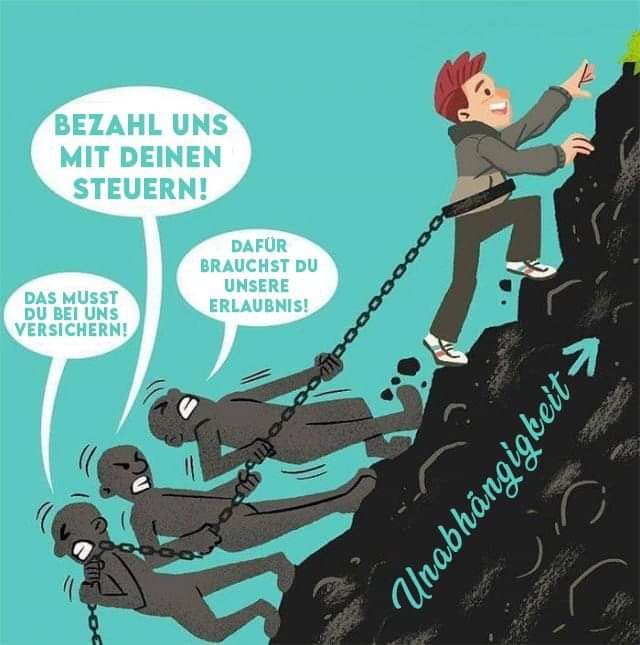 BEZAHL UNS
MIT DEINEN
STEUERN!
DAFÜR
BRAUCHST DU
UNSERE
ERLAUBNIS!
DAS MUSST
DU BEI UNS
VERSICHERN!
Unabhängigkeit